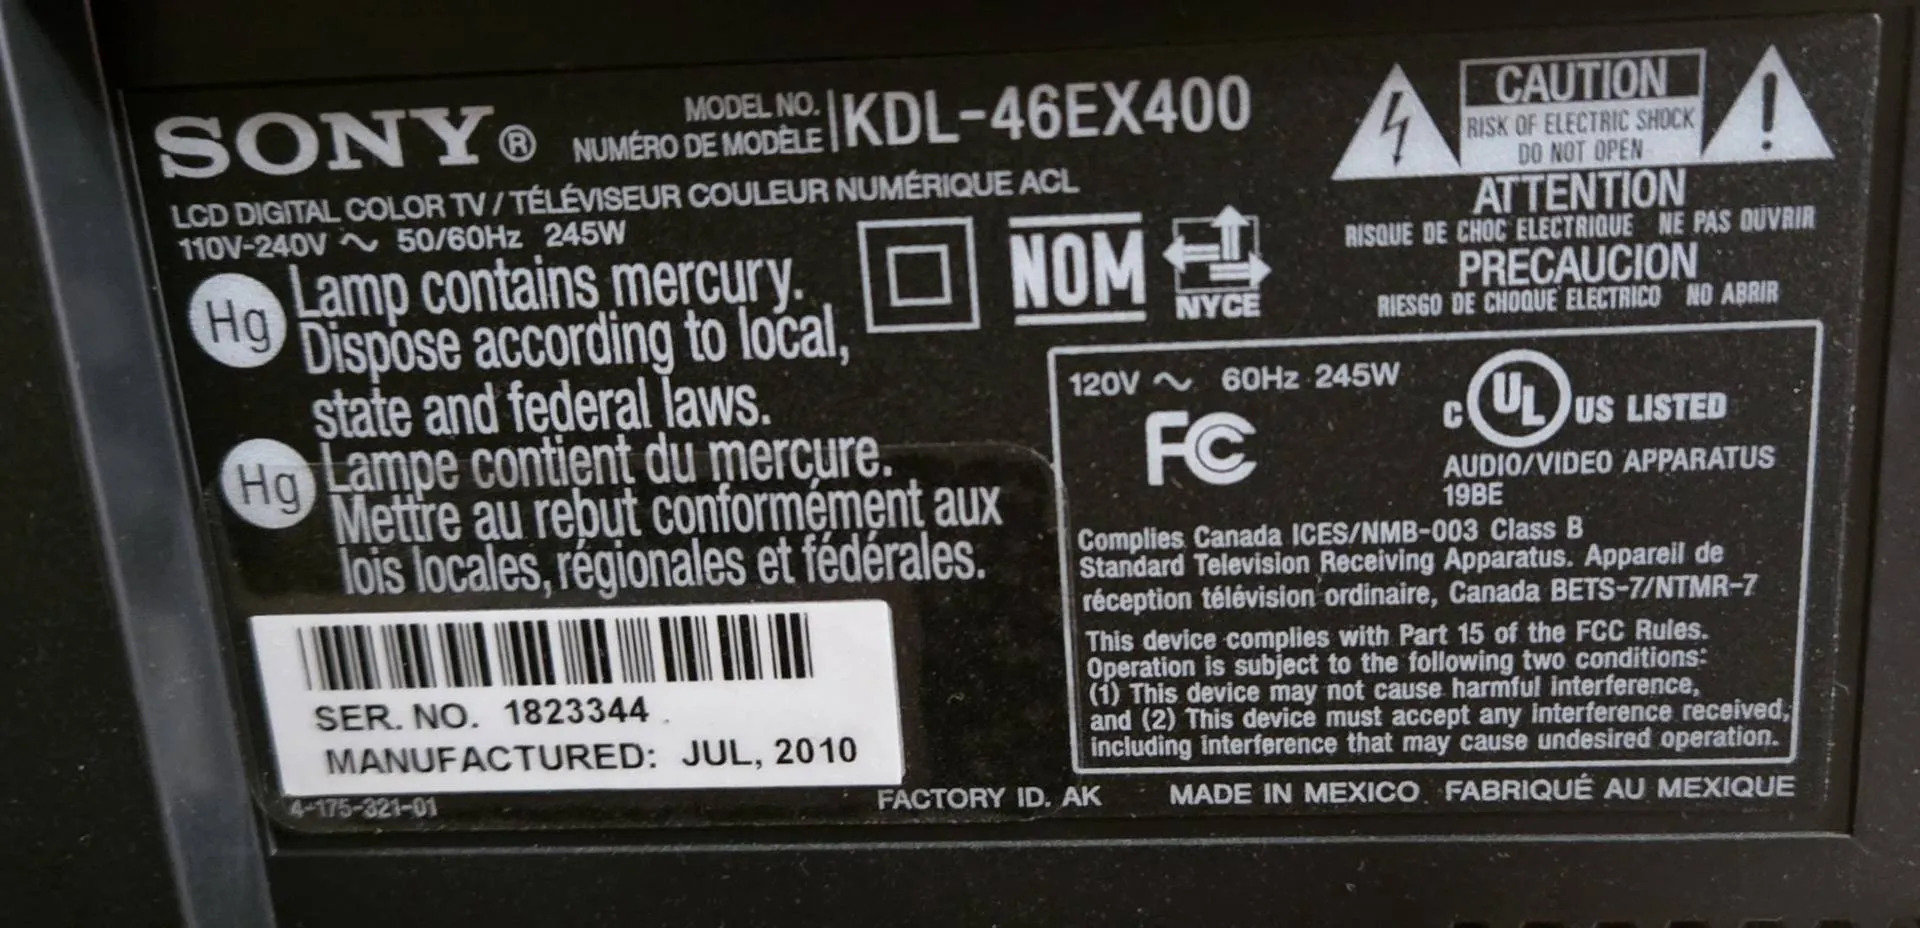 SONY®
MODEL NO.
NUMÉRO DE MODÈLE
KDL-46EX400
LCD DIGITAL COLOR TV / TÉLÉVISEUR COULEUR NUMÉRIQUE ACL
110V-240V ~ 50/60Hz 245W
Hg Lamp contains mercury.
Dispose according to local,
state and federal laws.
Hg Lampe contient du mercure.
Mettre au rebut conformément aux
lois locales, régionales et fédérales.
NOM
NYCE
CAUTION
RISK OF ELECTRIC SHOCK
DO NOT OPEN
ATTENTION
RISQUE DE CHOC ELECTRIQUE NE PAS OUVRIR
PRECAUCION
RIESGO DE CHOQUE ELECTRICO NO ABRIR
120V ~ 60Hz 245W
FC
C UL US LISTED
AUDIO/VIDEO APPARATUS
19BE
Complies Canada ICES/NMB-003 Class B
Standard Television Receiving Apparatus. Appareil de
réception télévision ordinaire, Canada BETS-7/NTMR-7
This device complies with Part 15 of the FCC Rules.
Operation is subject to the following two conditions:
(1) This device may not cause harmful interference,
and (2) This device must accept any interference received,
including interference that may cause undesired operation.
SER. NO. 1823344
MANUFACTURED: JUL, 2010
4-175-321-01
FACTORY ID. AK
MADE IN MEXICO FABRIQUÉ AU MEXIQUE